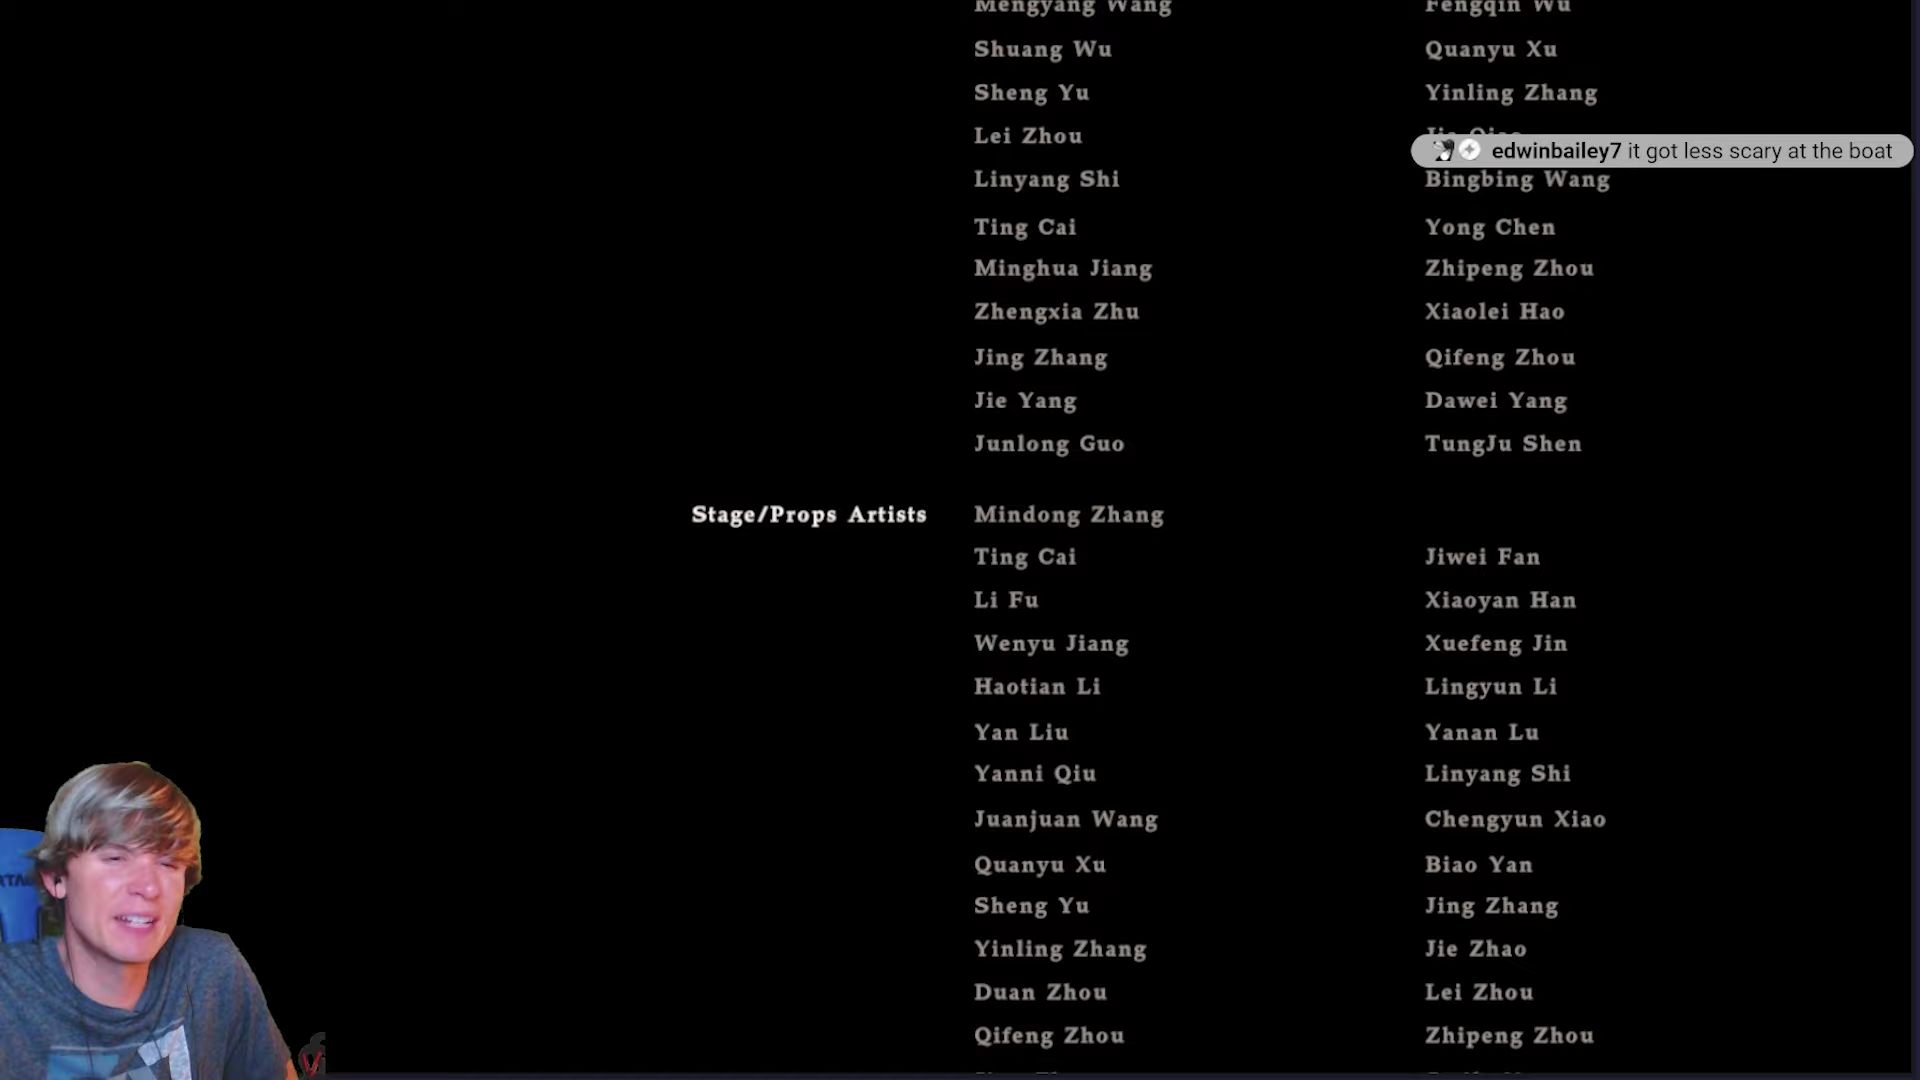 Mengyang Wang Fengqin Wu
Shuang Wu Quanyu Xu
Sheng Yu Yinling Zhang
Lei Zhou
edwinbailey7 it got less scary at the boat
Linyang Shi Bingbing Wang
Ting Cai Yong Chen
Minghua Jiang Zhipeng Zhou
Zhengxia Zhu Xiaolei Hao
Jing Zhang Qifeng Zhou
Jie Yang Dawei Yang
Junlong Guo TungJu Shen
Stage/Props Artists Mindong Zhang
Ting Cai Jiwei Fan
Li Fu Xiaoyan Han
Wenyu Jiang Xuefeng Jin
Haotian Li Lingyun Li
Yan Liu Yanan Lu
Yanni Qiu Linyang Shi
Juanjuan Wang Chengyun Xiao
Quanyu Xu Biao Yan
Sheng Yu Jing Zhang
Yinling Zhang Jie Zhao
Duan Zhou Lei Zhou
Qifeng Zhou Zhipeng Zhou